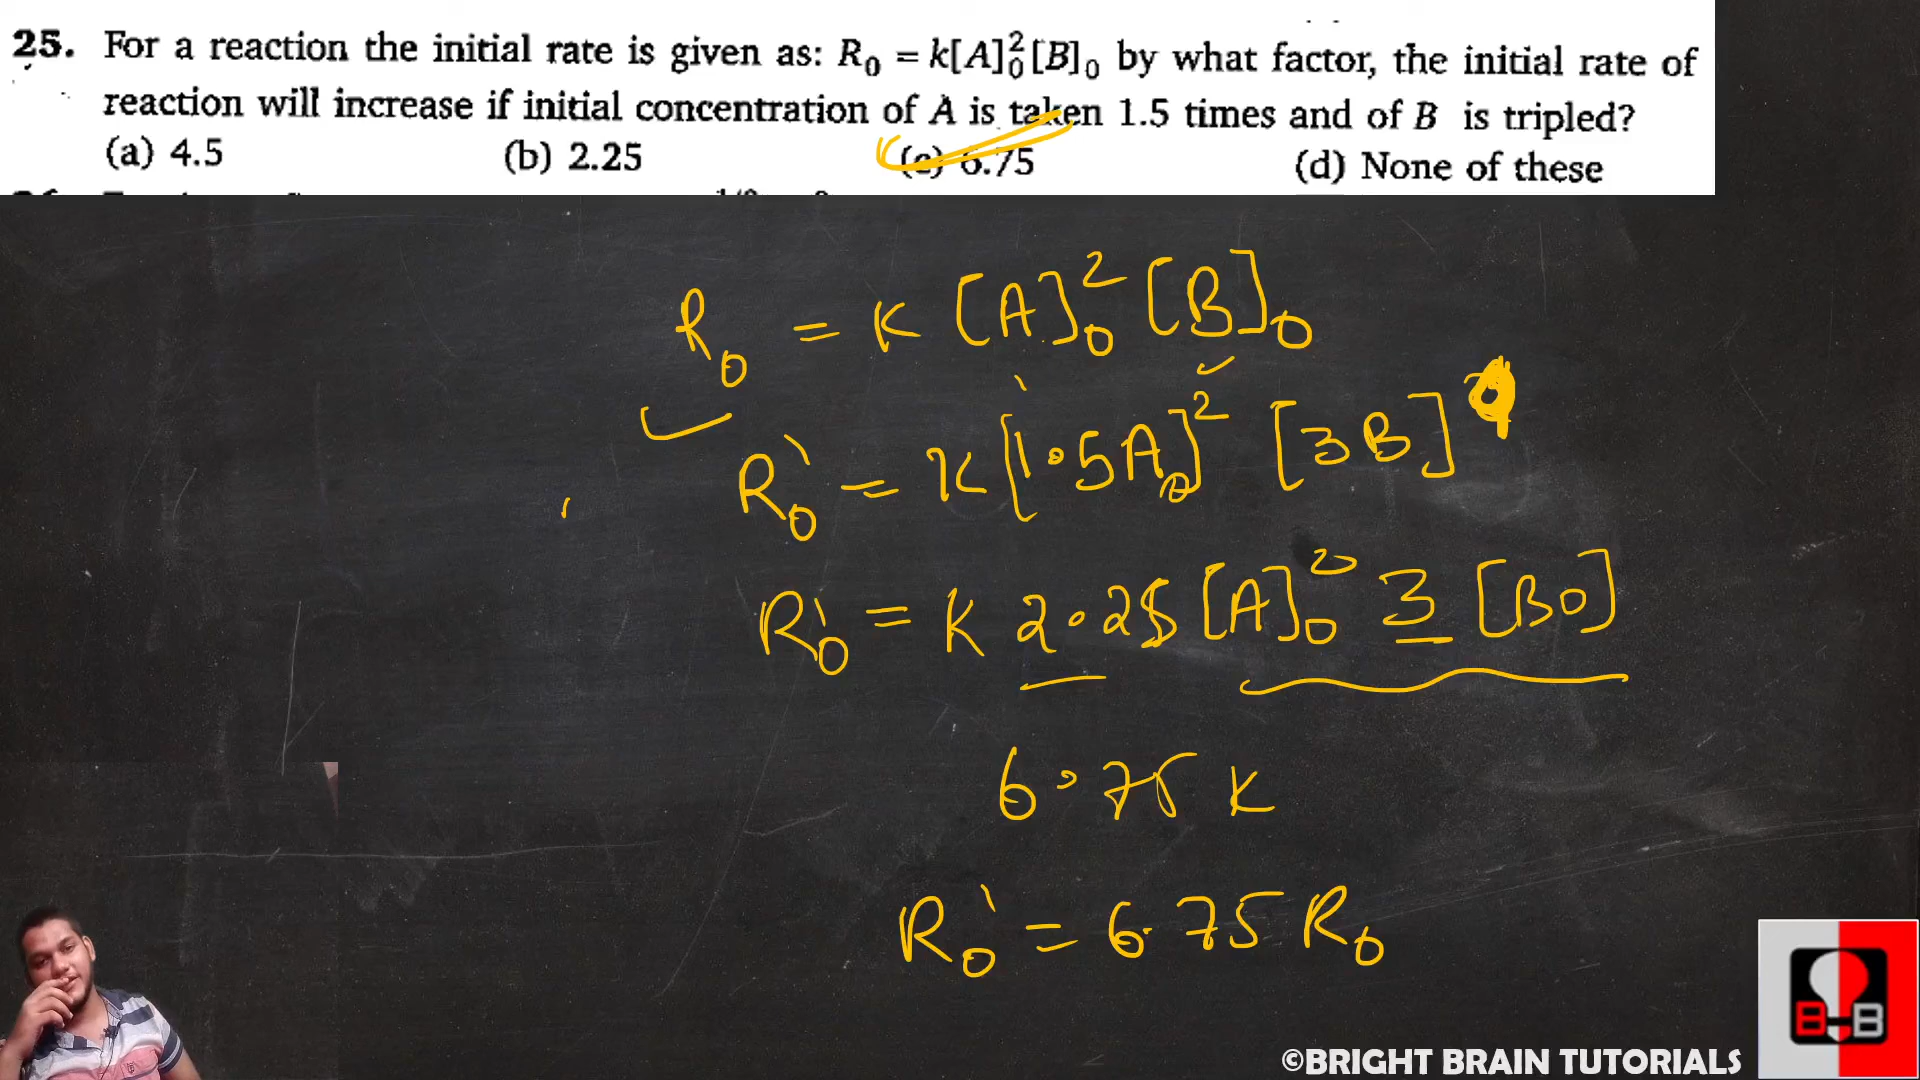 25. For a reaction the initial rate is given as: R₀ = k[A]₀²[B]₀ by what factor, the initial rate of
reaction will increase if initial concentration of A is taken 1.5 times and of B is tripled?
(a) 4.5 (b) 2.25 (c) 6.75 (d) None of these
R₀ = K [A]₀² [B]₀
R₀' = K [1.5A₀]² [3B]
R₀' = K 2.25 [A]₀² 3 [B0]
6.75 K
R₀' = 6.75 R₀
B B
©BRIGHT BRAIN TUTORIALS